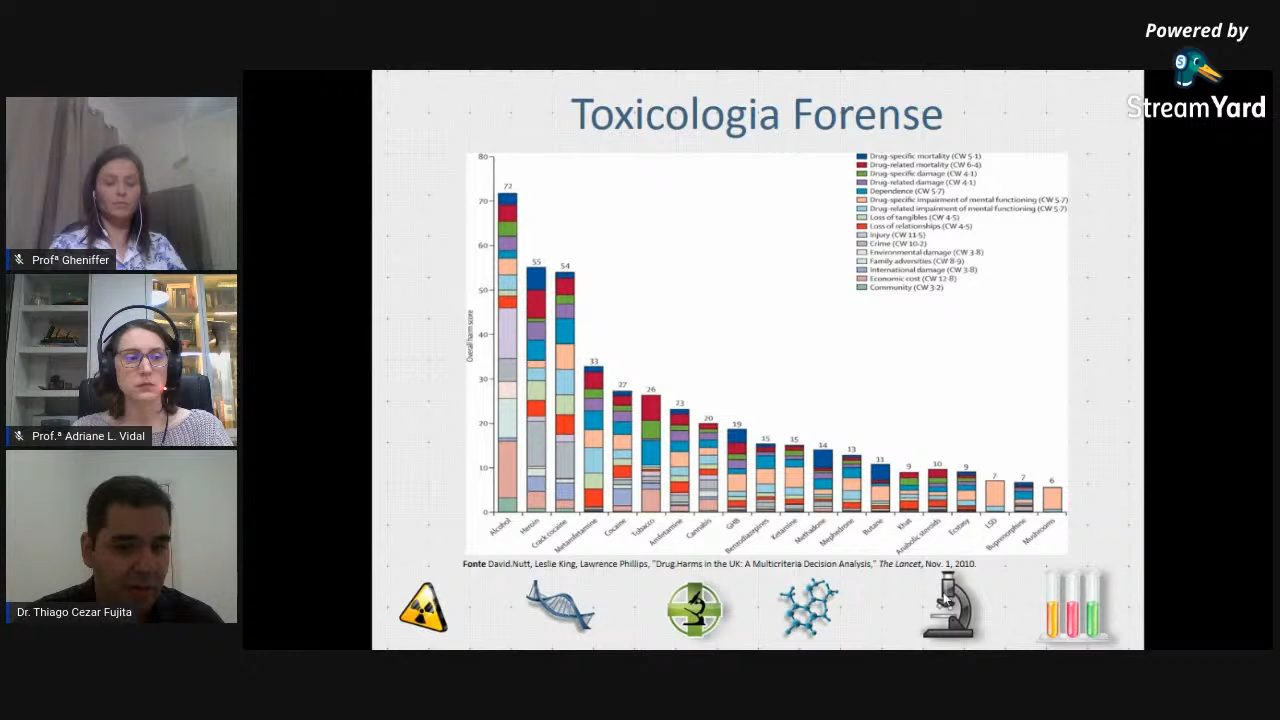 Powered by
StreamYard
Toxicologia Forense
80
70
60
50
40
30
20
10
0
Overall harm score
72
55
54
33
27
26
23
20
19
15
15
14
13
11
9
10
9
7
7
6
Drug-specific mortality (CW 5·1)
Drug-related mortality (CW 6·4)
Drug-specific damage (CW 4·1)
Drug-related damage (CW 4·1)
Dependence (CW 5·7)
Drug-specific impairment of mental functioning (CW 5·7)
Drug-related impairment of mental functioning (CW 5·7)
Loss of tangibles (CW 4·5)
Loss of relationships (CW 4·5)
Injury (CW 11·5)
Crime (CW 10·2)
Environmental damage (CW 3·8)
Family adversities (CW 8·9)
International damage (CW 3·8)
Economic cost (CW 12·8)
Community (CW 3·2)
Alcohol
Heroin
Crack cocaine
Metamfetamine
Cocaine
Tobacco
Amfetamine
Cannabis
GHB
Benzodiazepines
Ketamine
Methadone
Mephedrone
Butane
Khat
Anabolic steroids
Ecstasy
LSD
Buprenorphine
Mushrooms
Fonte David.Nutt, Leslie King, Lawrence Phillips, "Drug.Harms in the UK: A Multicriteria Decision Analysis," The Lancet, Nov. 1, 2010.
Profª Gheniffer
Prof.ª Adriane L. Vidal
Dr. Thiago Cezar Fujita